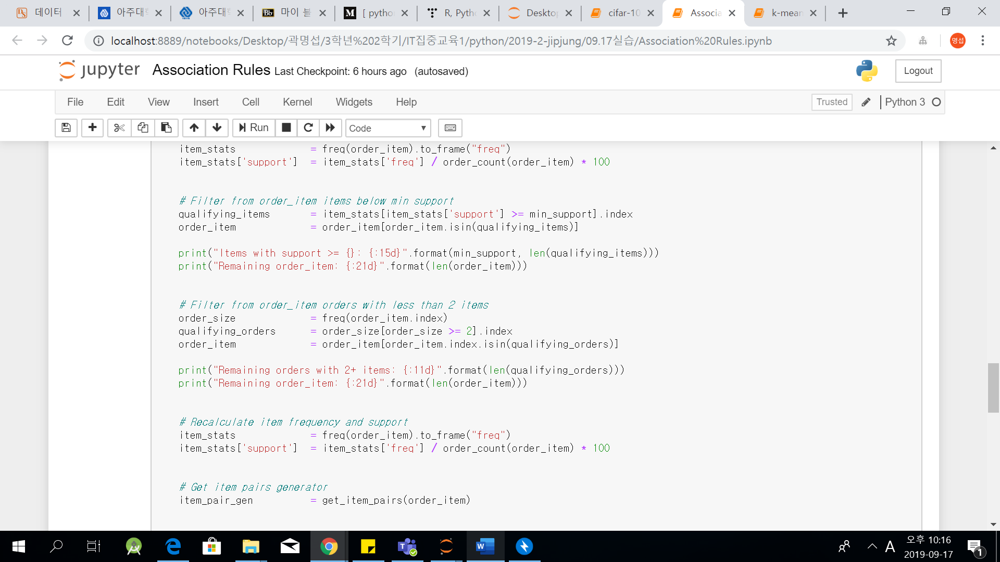 데이터
아주대
아주대
Bb 마이 블
M [ pytho
R, Pyth
Desktop
cifar-10
Associa
k-mean
localhost:8889/notebooks/Desktop/곽명섭/3학년%202학기/IT집중교육1/python/2019-2-jipjung/09.17실습/Association%20Rules.ipynb
명섭
jupyter Association Rules Last Checkpoint: 6 hours ago (autosaved)
Logout
File Edit View Insert Cell Kernel Widgets Help Trusted Python 3
Run Code
item_stats = freq(order_item).to_frame("freq")
item_stats['support'] = item_stats['freq'] / order_count(order_item) * 100
# Filter from order_item items below min support
qualifying_items = item_stats[item_stats['support'] >= min_support].index
order_item = order_item[order_item.isin(qualifying_items)]
print("Items with support >= {}: {:15d}".format(min_support, len(qualifying_items)))
print("Remaining order_item: {:21d}".format(len(order_item)))
# Filter from order_item orders with less than 2 items
order_size = freq(order_item.index)
qualifying_orders = order_size[order_size >= 2].index
order_item = order_item[order_item.index.isin(qualifying_orders)]
print("Remaining orders with 2+ items: {:11d}".format(len(qualifying_orders)))
print("Remaining order_item: {:21d}".format(len(order_item)))
# Recalculate item frequency and support
item_stats = freq(order_item).to_frame("freq")
item_stats['support'] = item_stats['freq'] / order_count(order_item) * 100
# Get item pairs generator
item_pair_gen = get_item_pairs(order_item)
A
오후 10:16
2019-09-17
1